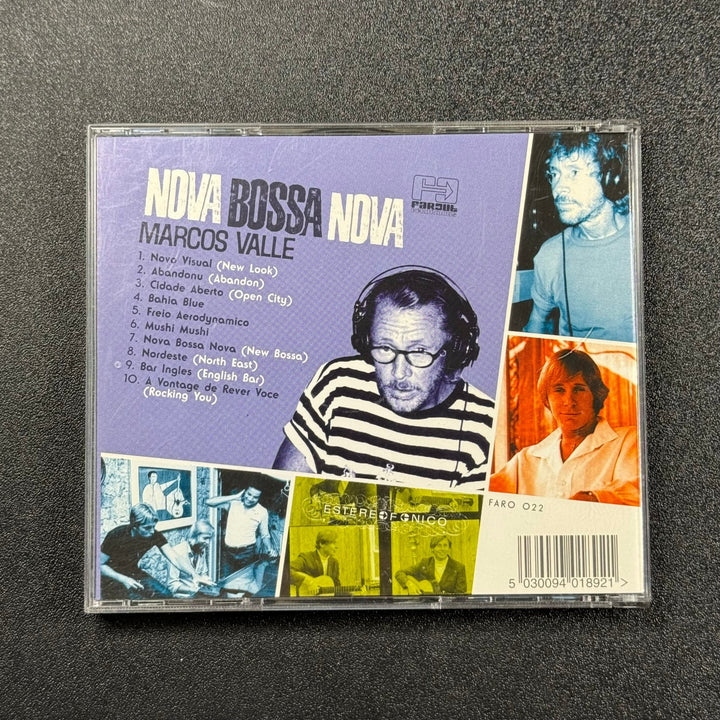 NOVA BOSSA NOVA
FAROUT
MARCOS VALLE
1. Novo Visual (New Look)
2. Abandonu (Abandon)
3. Cidade Aberto (Open City)
4. Bahia Blue
5. Freio Aerodynamico
6. Mushi Mushi
7. Nova Bossa Nova (New Bossa)
8. Nordeste (North East)
9. Bar Ingles (English Bar)
10. A Vontage de Rever Voce
(Rocking You)
ESTEREOFONICO
FARO 022
5 030094 018921 >